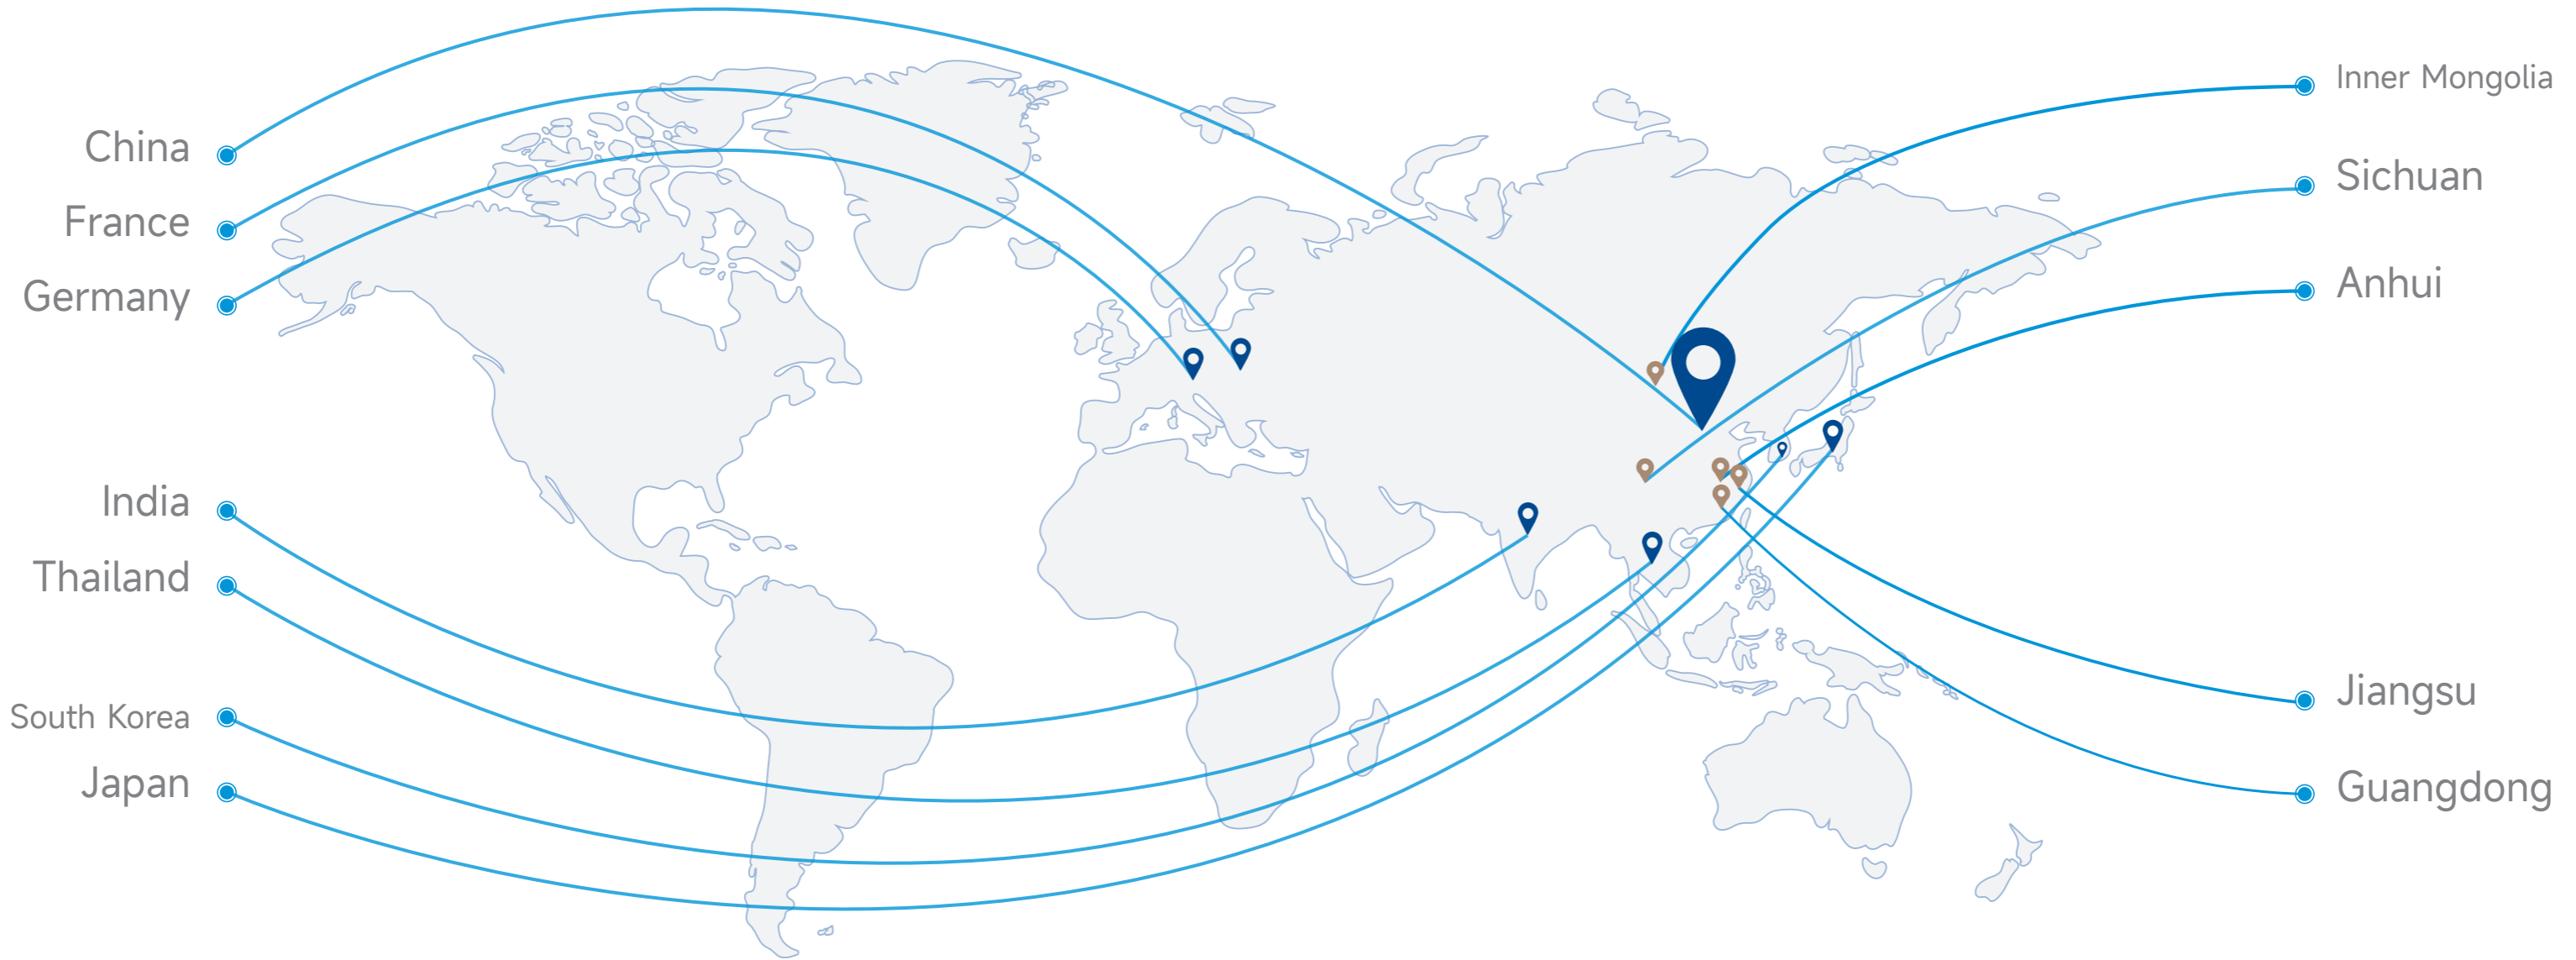 China
France
Germany
India
Thailand
South Korea
Japan
Inner Mongolia
Sichuan
Anhui
Jiangsu
Guangdong